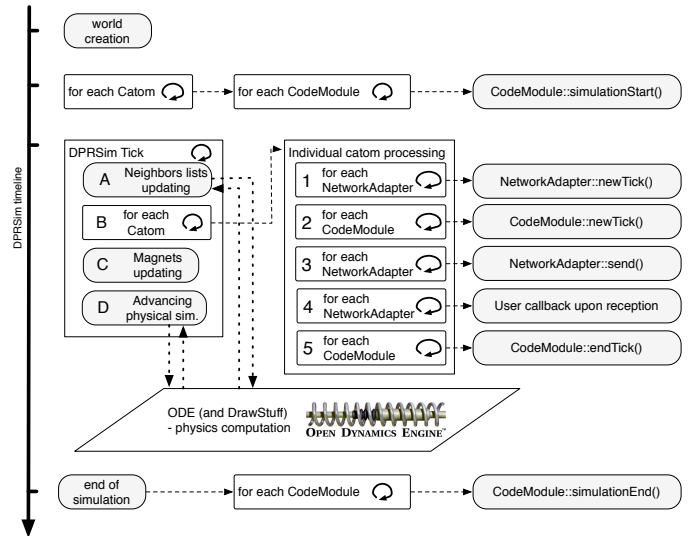 world
creation
for each Catom
for each CodeModule
CodeModule::simulationStart()
DPRSim timeline
DPRSim Tick
A
Neighbors lists
updating
B
for each
Catom
C
Magnets
updating
D
Advancing
physical sim.
Individual catom processing
1
for each
NetworkAdapter
NetworkAdapter::newTick()
2
for each
CodeModule
CodeModule::newTick()
3
for each
NetworkAdapter
NetworkAdapter::send()
4
for each
NetworkAdapter
User callback upon reception
5
for each
CodeModule
CodeModule::endTick()
ODE (and DrawStuff)
- physics computation
OPEN DYNAMICS ENGINE™
end of
simulation
for each CodeModule
CodeModule::simulationEnd()